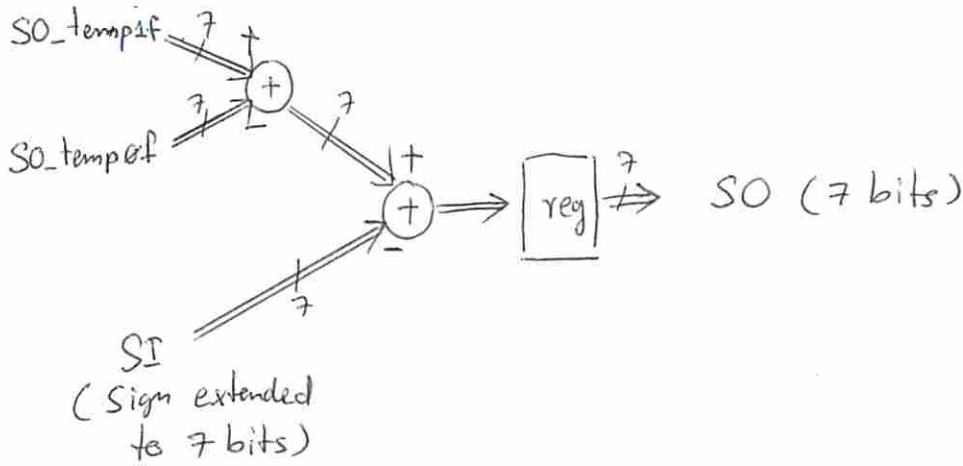 SO_temp1f
7
+
+
7
-
SO_temp0f
7
+
+
-
7
reg
7
SO (7 bits)
SI
(Sign extended
to 7 bits)